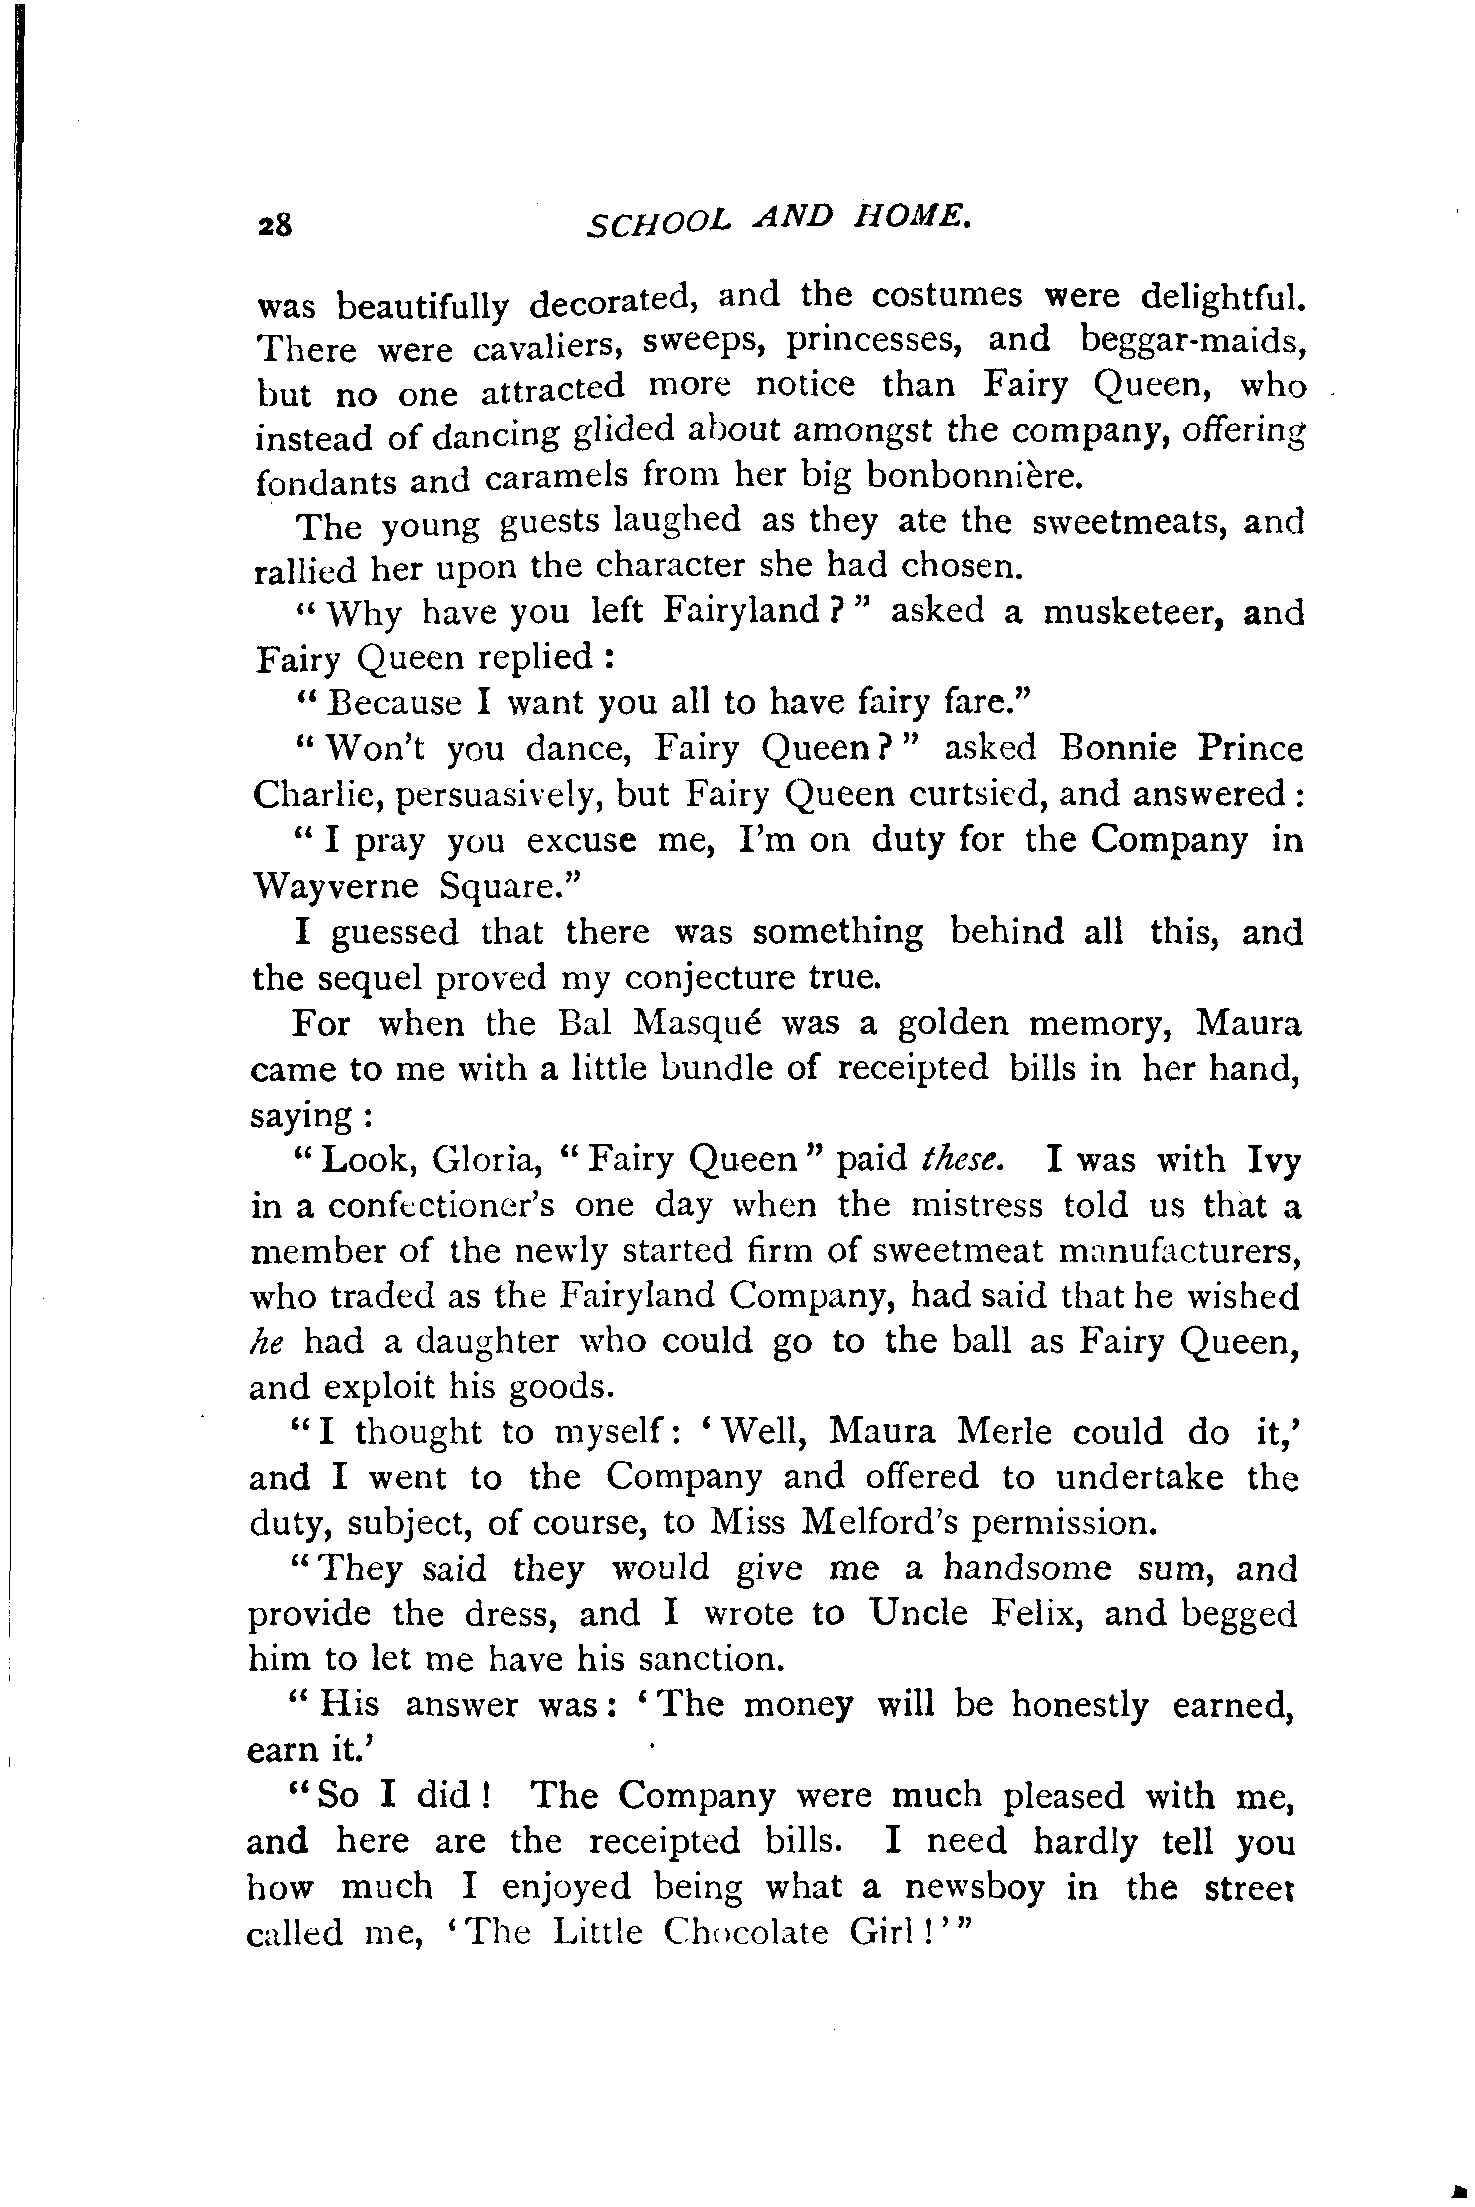 28 SCHOOL AND HOME.
was beautifully decorated, and the costumes were delightful.
There were cavaliers, sweeps, princesses, and beggar-maids,
but no one attracted more notice than Fairy Queen, who
instead of dancing glided about amongst the company, offering
fondants and caramels from her big bonbonnière.
The young guests laughed as they ate the sweetmeats, and
rallied her upon the character she had chosen.
“Why have you left Fairyland?” asked a musketeer, and
Fairy Queen replied:
“Because I want you all to have fairy fare.”
“Won’t you dance, Fairy Queen?” asked Bonnie Prince
Charlie, persuasively, but Fairy Queen curtsied, and answered:
“I pray you excuse me, I’m on duty for the Company in
Wayverne Square.”
I guessed that there was something behind all this, and
the sequel proved my conjecture true.
For when the Bal Masqué was a golden memory, Maura
came to me with a little bundle of receipted bills in her hand,
saying:
“Look, Gloria, “Fairy Queen” paid these. I was with Ivy
in a confectioner’s one day when the mistress told us that a
member of the newly started firm of sweetmeat manufacturers,
who traded as the Fairyland Company, had said that he wished
he had a daughter who could go to the ball as Fairy Queen,
and exploit his goods.
“I thought to myself: ‘Well, Maura Merle could do it,’
and I went to the Company and offered to undertake the
duty, subject, of course, to Miss Melford’s permission.
“They said they would give me a handsome sum, and
provide the dress, and I wrote to Uncle Felix, and begged
him to let me have his sanction.
“His answer was: ‘The money will be honestly earned,
earn it.’
“So I did! The Company were much pleased with me,
and here are the receipted bills. I need hardly tell you
how much I enjoyed being what a newsboy in the street
called me, ‘The Little Chocolate Girl!’”